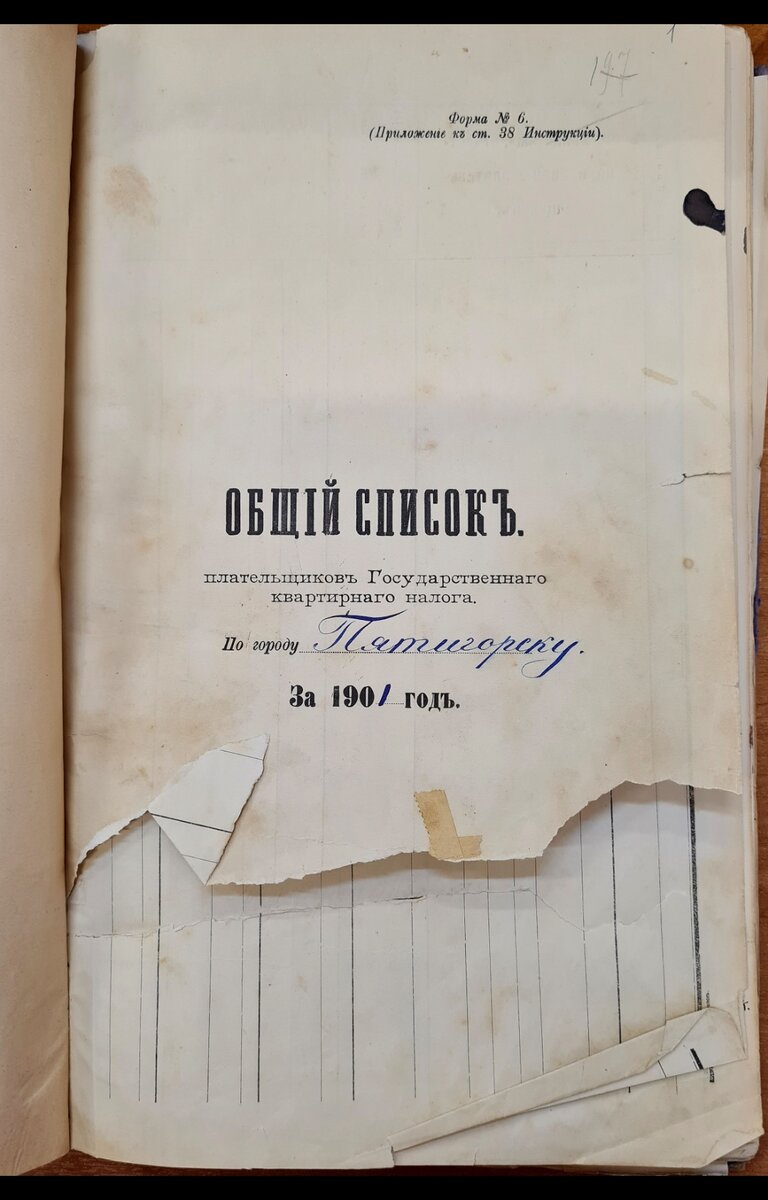 1
197
Форма № 6.
(Приложеніе къ ст. 38 Инструкціи).
ОБЩІЙ СПИСОКЪ.
плательщиковъ Государственнаго
квартирнаго налога.
По городу Пятигорску.
За 1901 годъ.